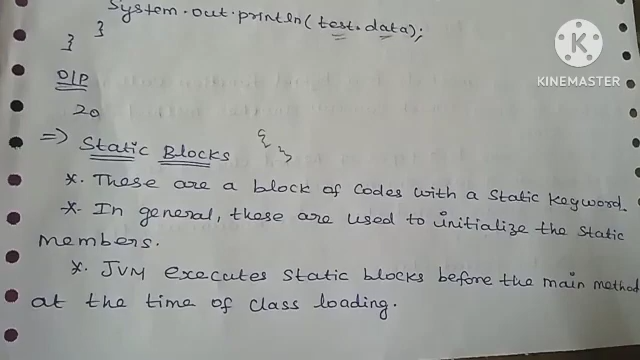 System.out.println(test.data);
}
}
O/P
20
=> Static Blocks { }
*. These are a block of codes with a static keyword.
*. In general, these are used to initialize the static
members.
*. JVM executes static blocks before the main method
at the time of class loading.
K
KINEMASTER